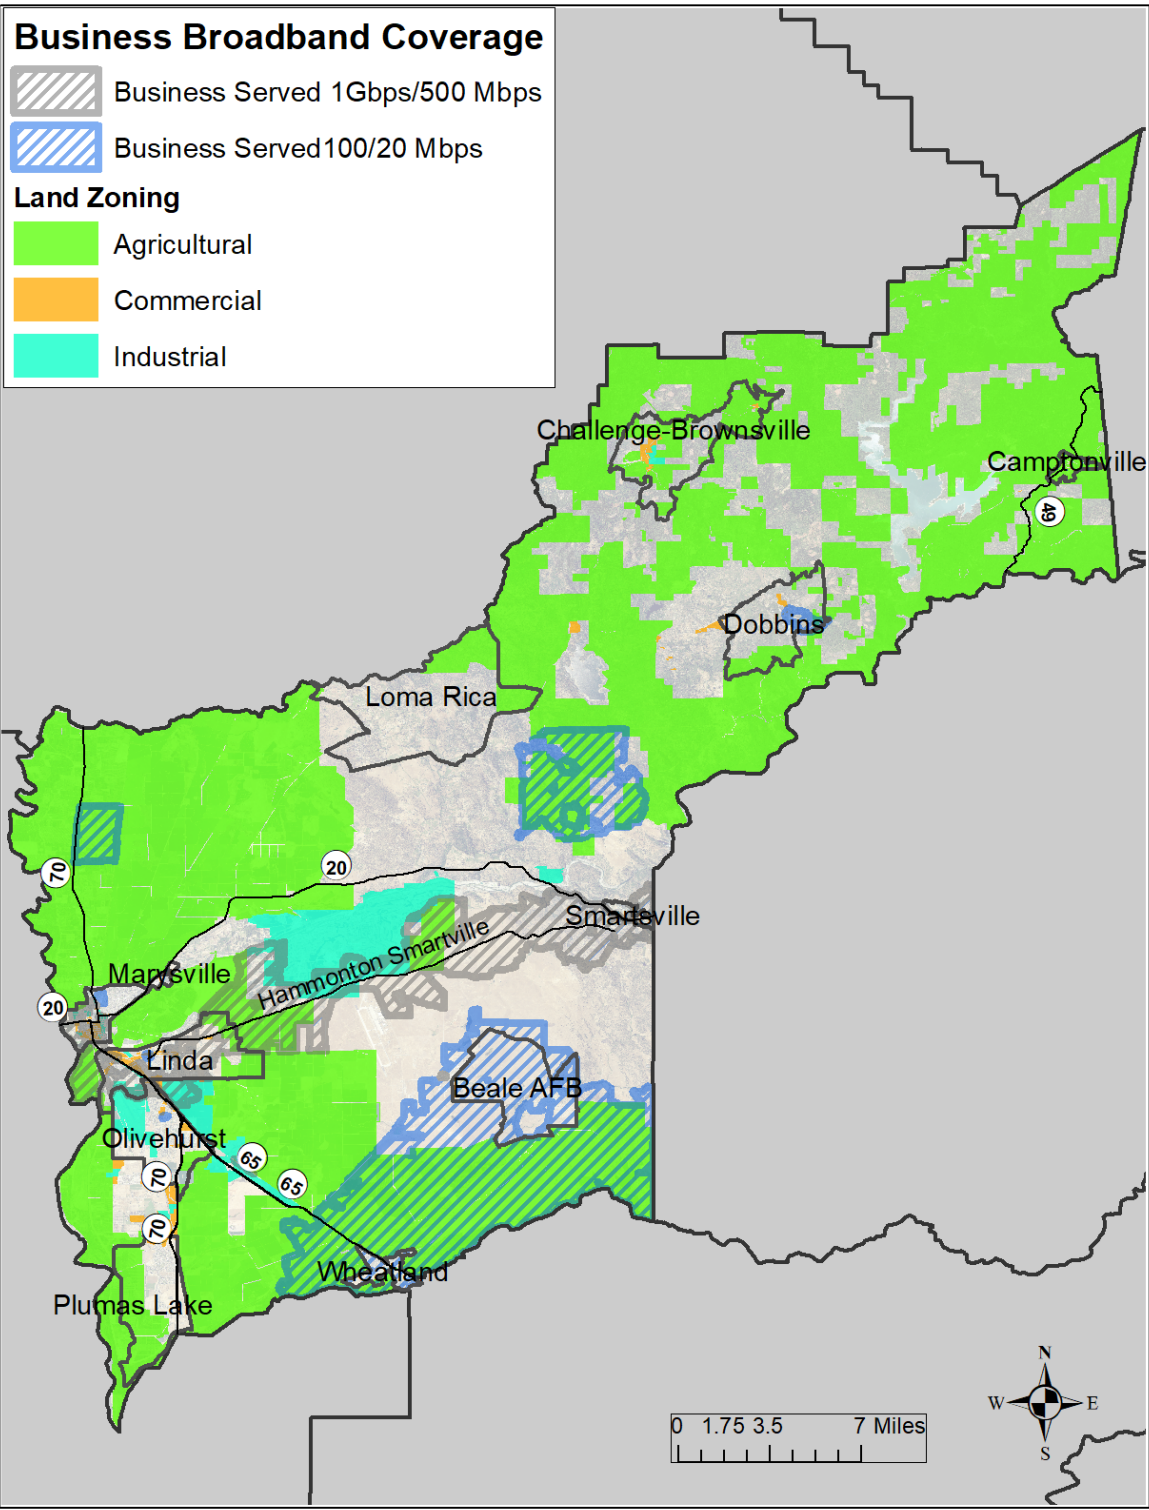 Business Broadband Coverage
Business Served 1Gbps/500 Mbps
Business Served100/20 Mbps
Land Zoning
Agricultural
Commercial
Industrial
Challenge-Brownsville
Camptonville
49
Dobbins
Loma Rica
70
20
Smartsville
Hammonton Smartville
Marysville
20
Linda
Beale AFB
Olivehurst
65
70
65
70
Wheatland
Plumas Lake
N
W E
S
0 1.75 3.5 7 Miles